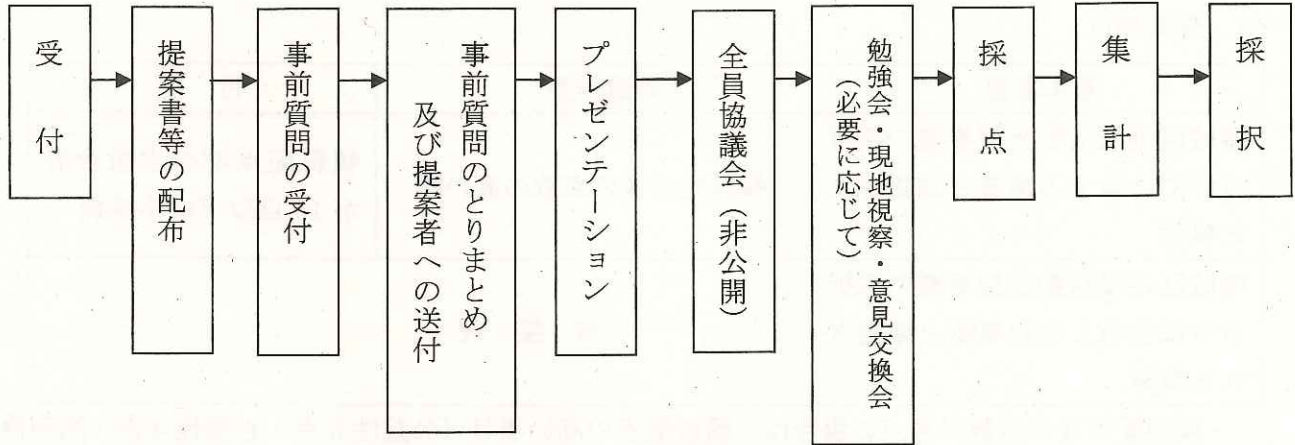 受付
提案書等の配布
事前質問の受付
事前質問のとりまとめ
及び提案者への送付
プレゼンテーション
全員協議会（非公開）
勉強会・現地視察・意見交換会
（必要に応じて）
採点
集計
採択